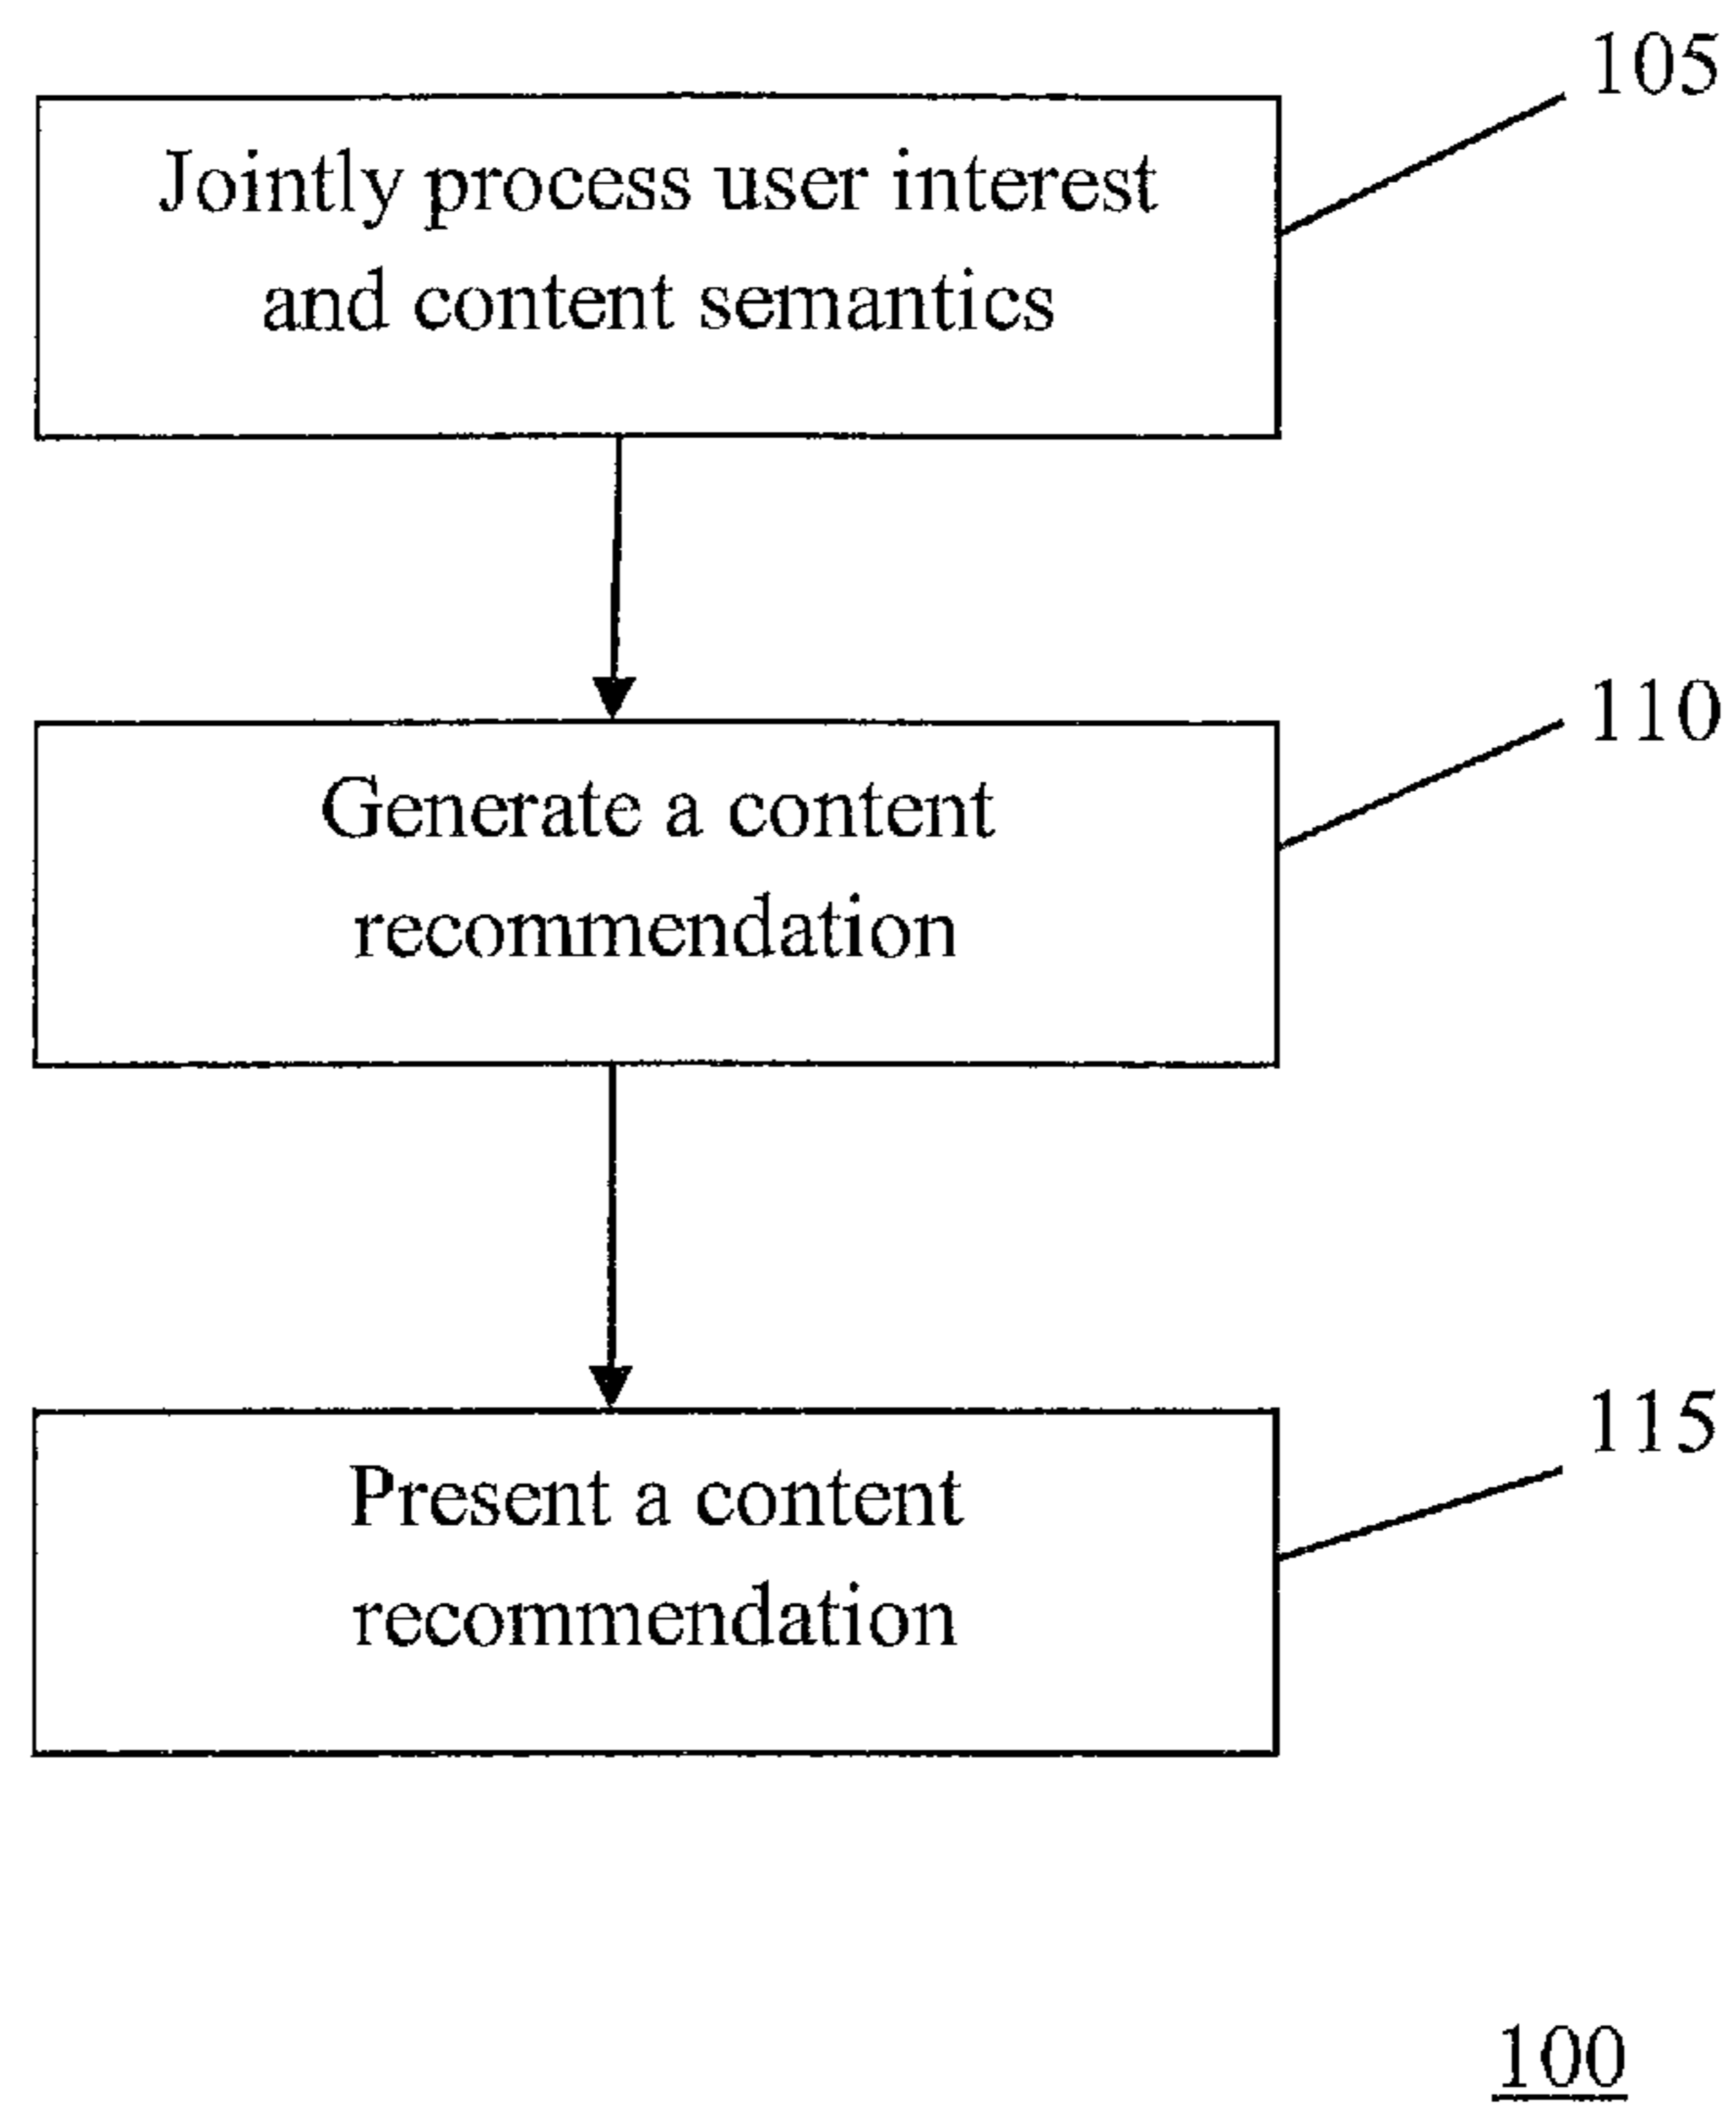 105
Jointly process user interest
and content semantics
110
Generate a content
recommendation
115
Present a content
recommendation
100